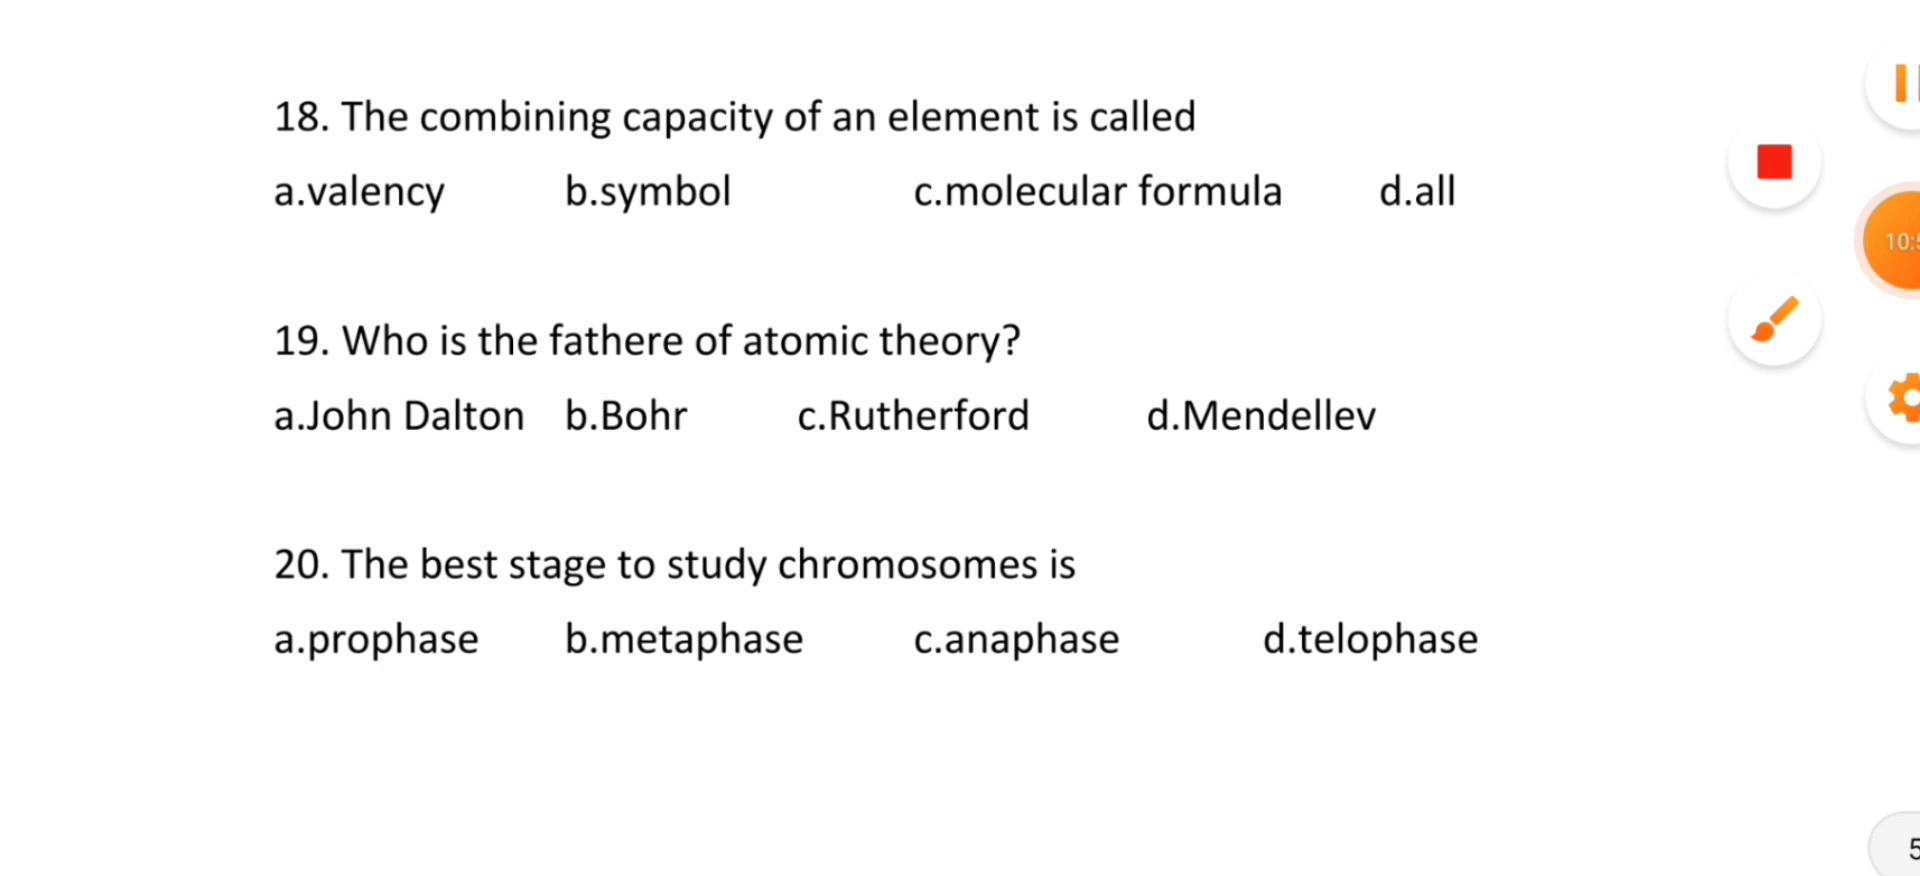 18. The combining capacity of an element is called
a.valency b.symbol c.molecular formula d.all
19. Who is the fathere of atomic theory?
a.John Dalton b.Bohr c.Rutherford d.Mendellev
20. The best stage to study chromosomes is
a.prophase b.metaphase c.anaphase d.telophase